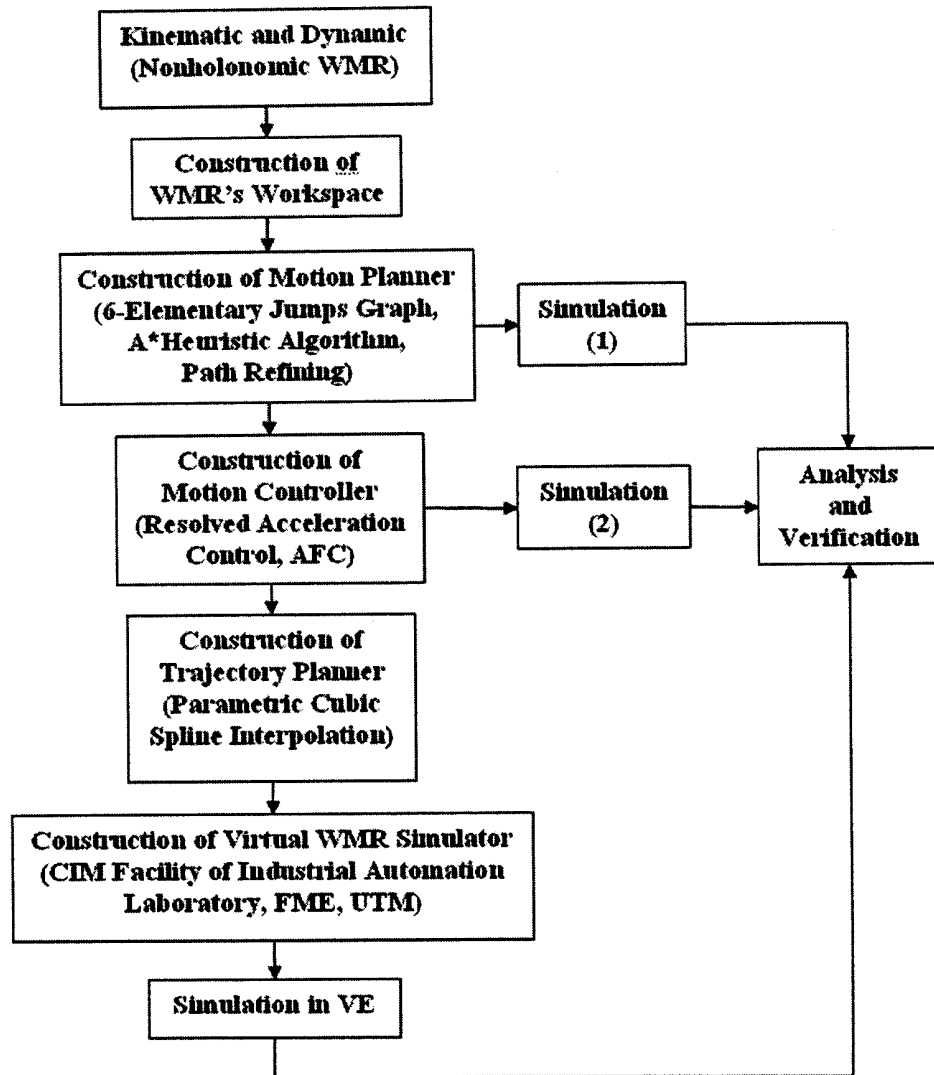 Kinematic and Dynamic
(Nonholonomic WMR)
Construction of
WMR's Workspace
Construction of Motion Planner
(6-Elementary Jumps Graph,
A*Heuristic Algorithm,
Path Refining)
Simulation
(1)
Construction of
Motion Controller
(Resolved Acceleration
Control, AFC)
Simulation
(2)
Analysis
and
Verification
Construction of
Trajectory Planner
(Parametric Cubic
Spline Interpolation)
Construction of Virtual WMR Simulator
(CIM Facility of Industrial Automation
Laboratory, FME, UTM)
Simulation in VE